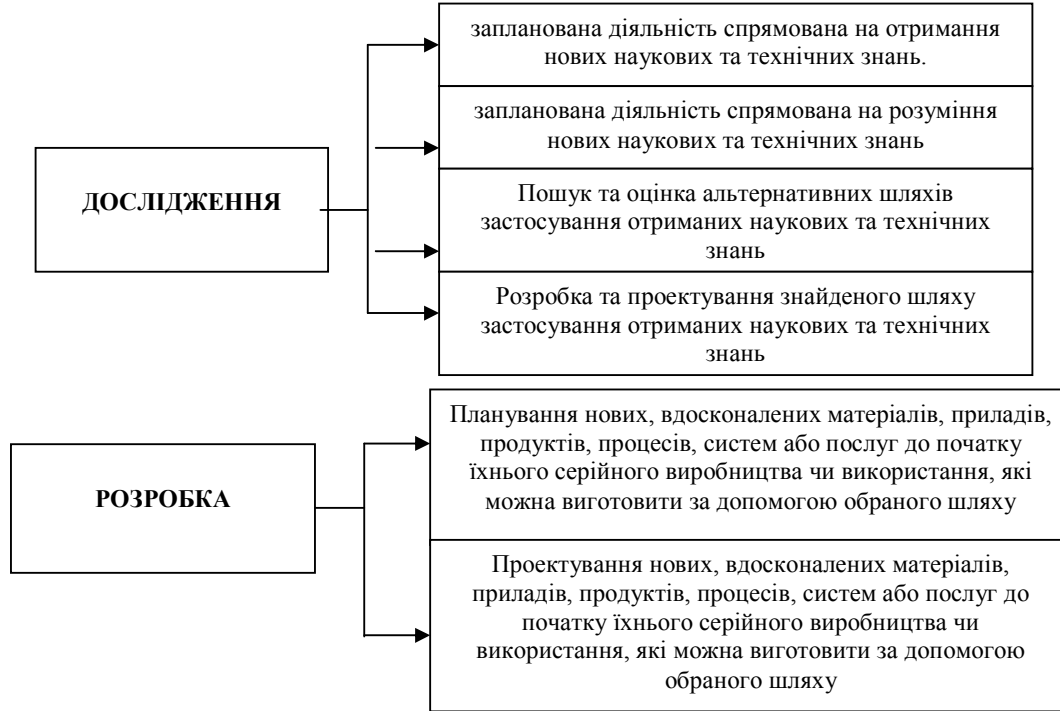 запланована діяльність спрямована на отримання
нових наукових та технічних знань.
запланована діяльність спрямована на розуміння
нових наукових та технічних знань
ДОСЛІДЖЕННЯ
Пошук та оцінка альтернативних шляхів
застосування отриманих наукових та технічних
знань
Розробка та проектування знайденого шляху
застосування отриманих наукових та технічних
знань
Планування нових, вдосконалених матеріалів, приладів,
продуктів, процесів, систем або послуг до початку
їхнього серійного виробництва чи використання, які
можна виготовити за допомогою обраного шляху
РОЗРОБКА
Проектування нових, вдосконалених матеріалів,
приладів, продуктів, процесів, систем або послуг до
початку їхнього серійного виробництва чи
використання, які можна виготовити за допомогою
обраного шляху